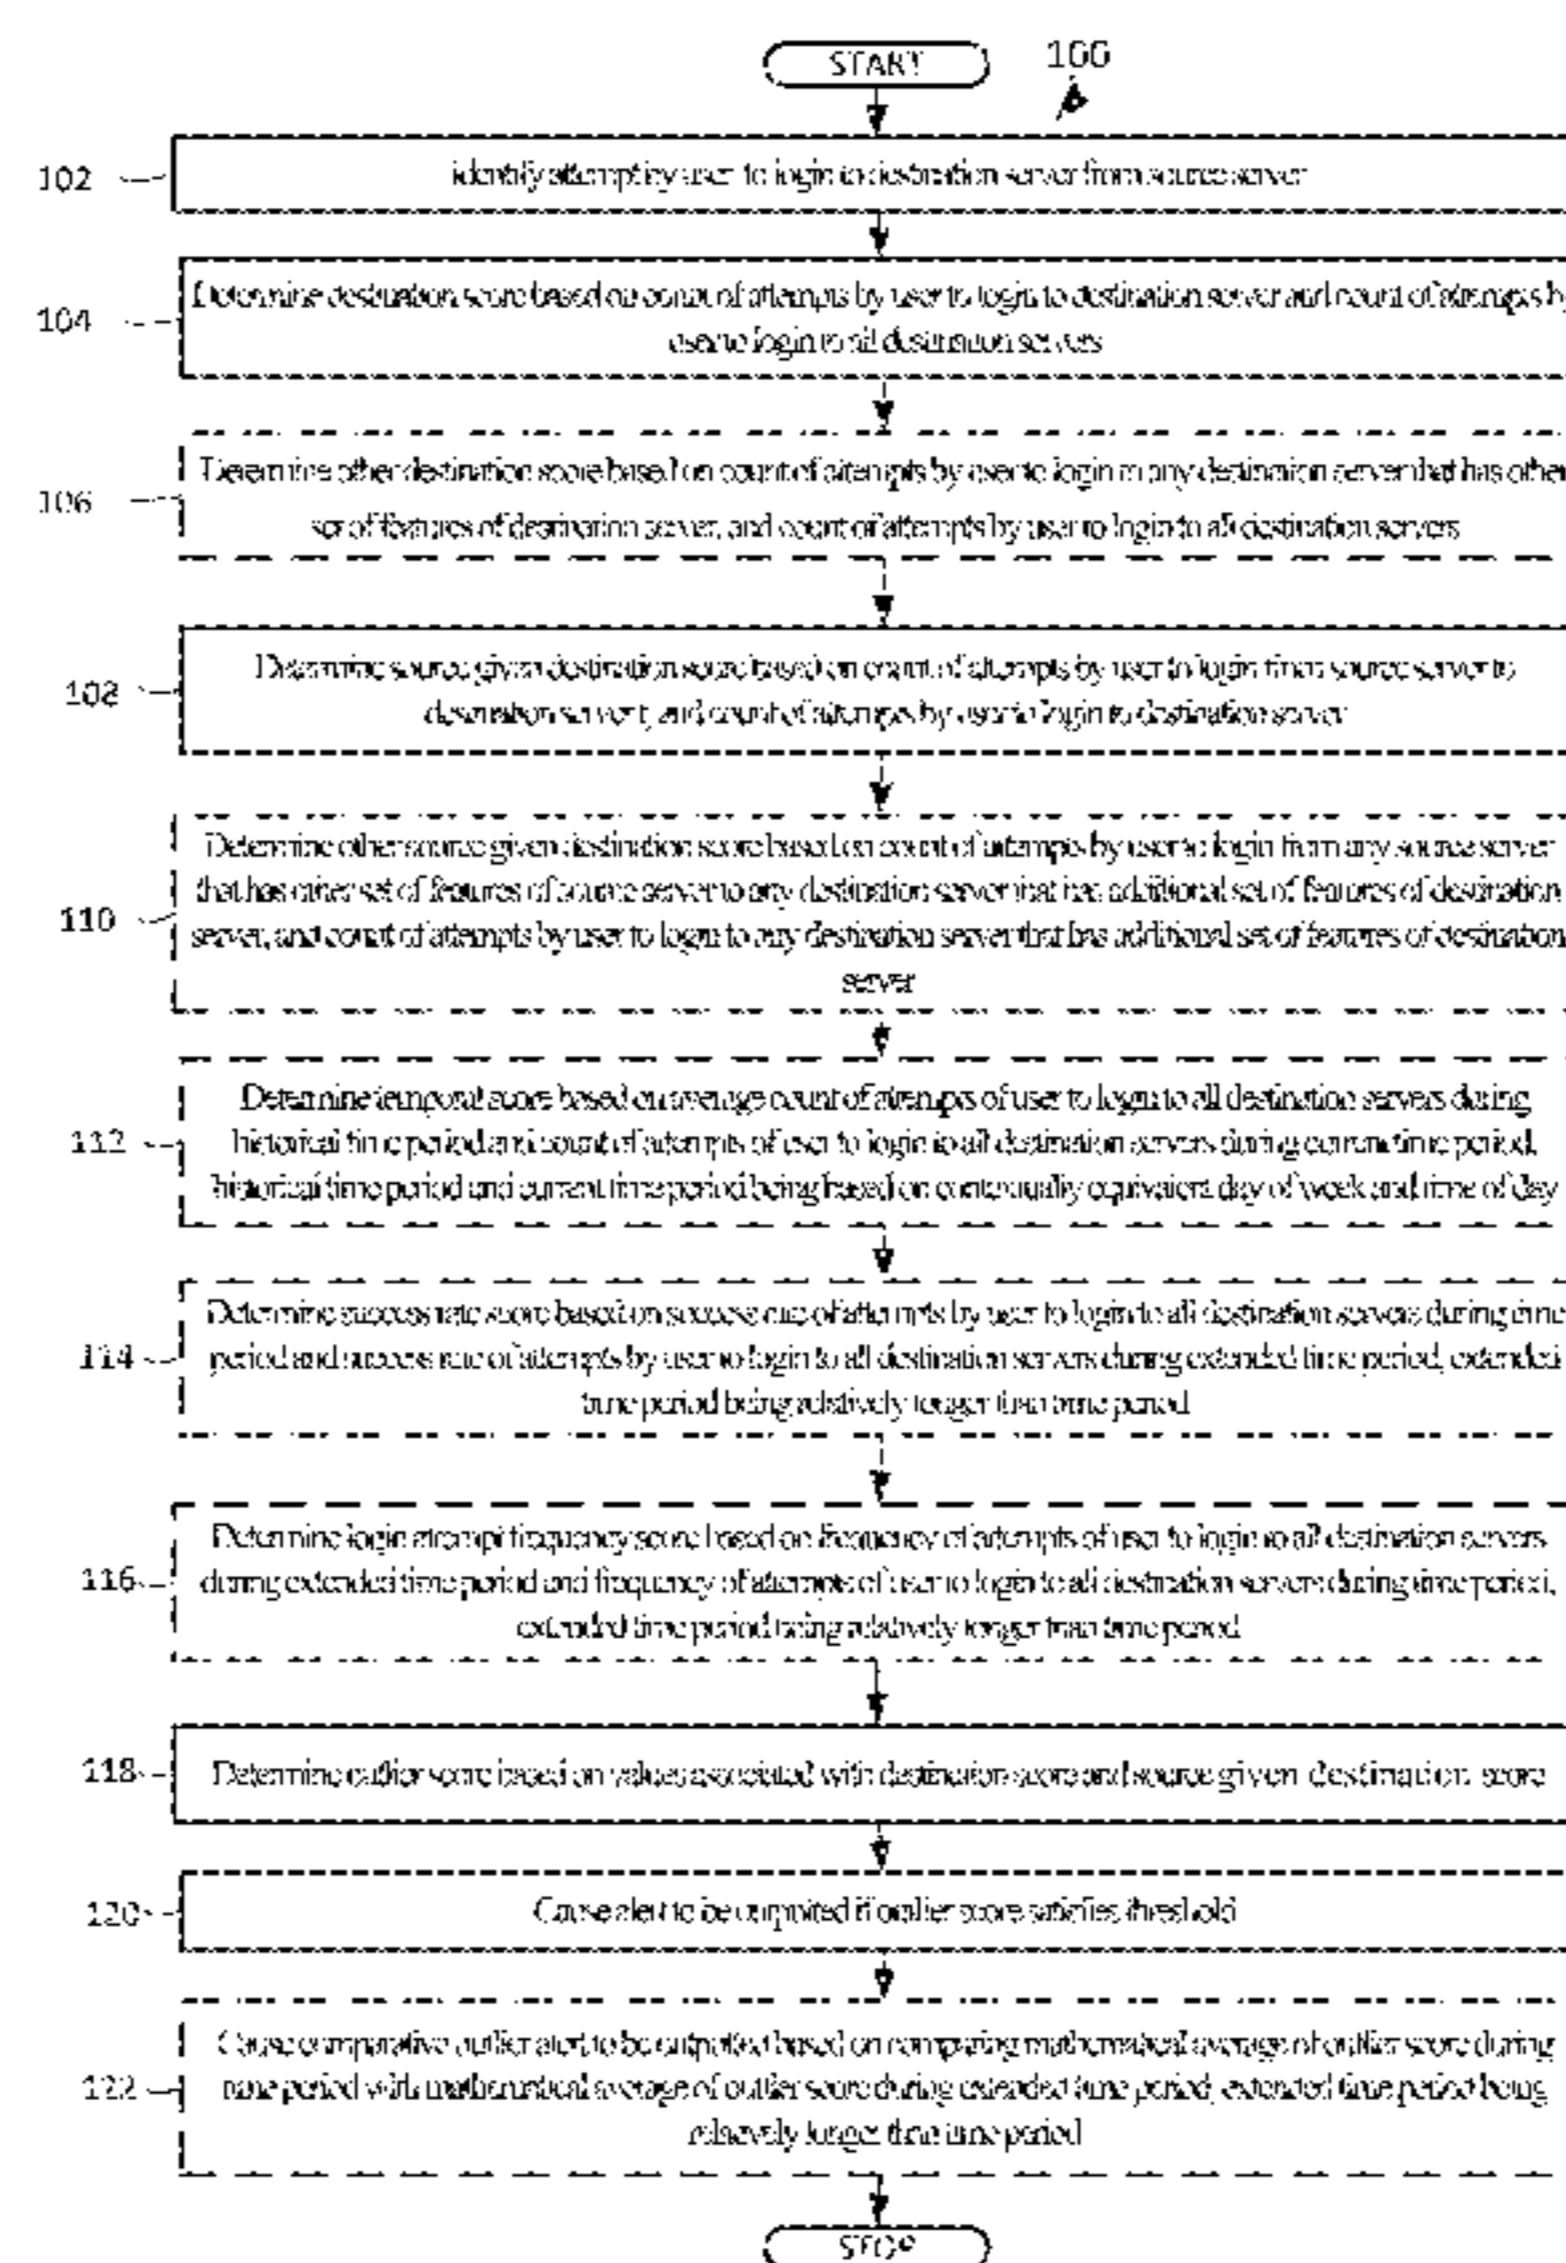 START
100
102
identify attempt by user to login to destination server from source server
104
Determine destination score based on count of attempts by user to login to destination server and count of attempts by
user to login to all destination servers
106
Determine other destination score based on count of attempts by user to login to any destination server that has other
set of features of destination server, and count of attempts by user to login to all destination servers
108
Determine source given destination score based on count of attempts by user to login from source server to
destination server, and count of attempts by user to login to destination server
110
Determine other source given destination score based on count of attempts by user to login from any source server
that has other set of features of source server to any destination server that has additional set of features of destination
server, and count of attempts by user to login to any destination server that has additional set of features of destination
server
112
Determine temporal score based on average count of attempts of user to login to all destination servers during
historical time period and count of attempts of user to login to all destination servers during current time period,
historical time period and current time period being based on contextually equivalent day of week and time of day
114
Determine success rate score based on success rate of attempts by user to login to all destination servers during time
period and success rate of attempts by user to login to all destination servers during extended time period, extended
time period being relatively longer than time period
116
Determine login attempt frequency score based on frequency of attempts of user to login to all destination servers
during extended time period and frequency of attempts of user to login to all destination servers during time period,
extended time period being relatively longer than time period
118
Determine outlier score based on values associated with destination score and source given destination score
120
Cause alert to be outputted if outlier score satisfies threshold
122
Cause comparative outlier alert to be outputted based on comparing mathematical average of outlier score during
time period with mathematical average of outlier score during extended time period, extended time period being
relatively longer than time period
STOP